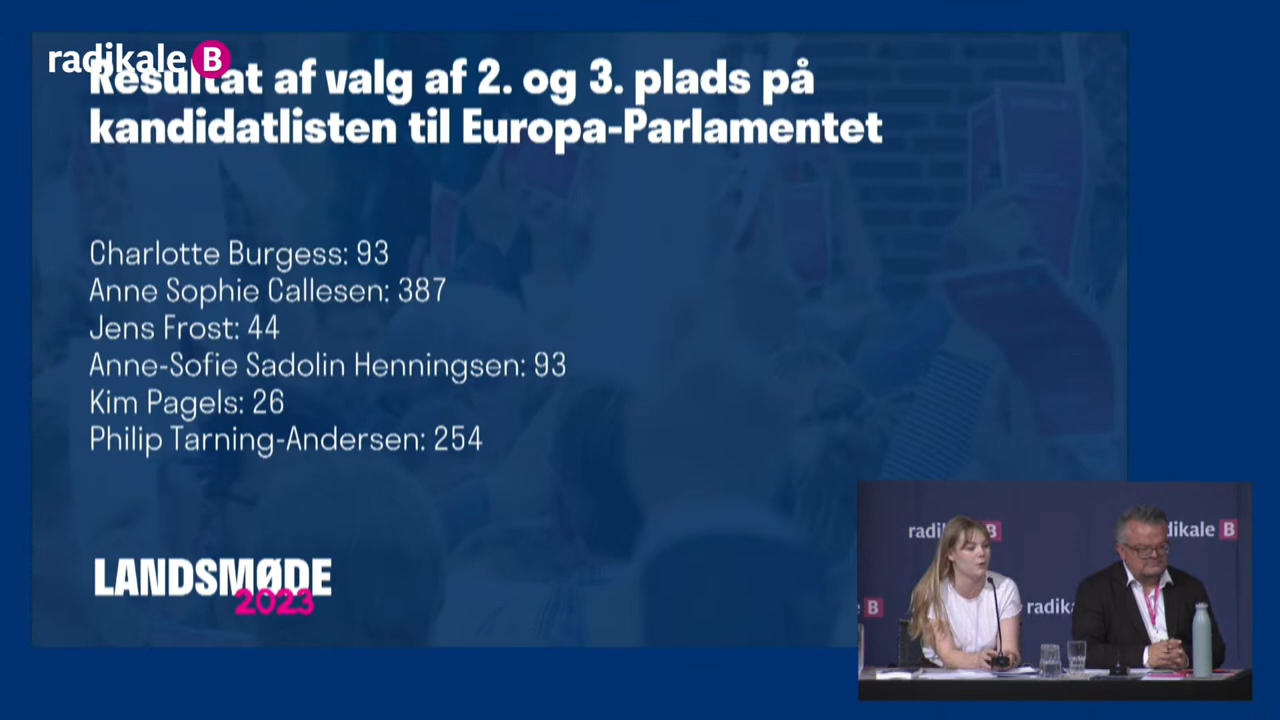 radikale B
Resultat af valg af 2. og 3. plads på
kandidatlisten til Europa-Parlamentet
Charlotte Burgess: 93
Anne Sophie Callesen: 387
Jens Frost: 44
Anne-Sofie Sadolin Henningsen: 93
Kim Pagels: 26
Philip Tarning-Andersen: 254
LANDSMØDE
2023
radi B
dikale B
B
radika